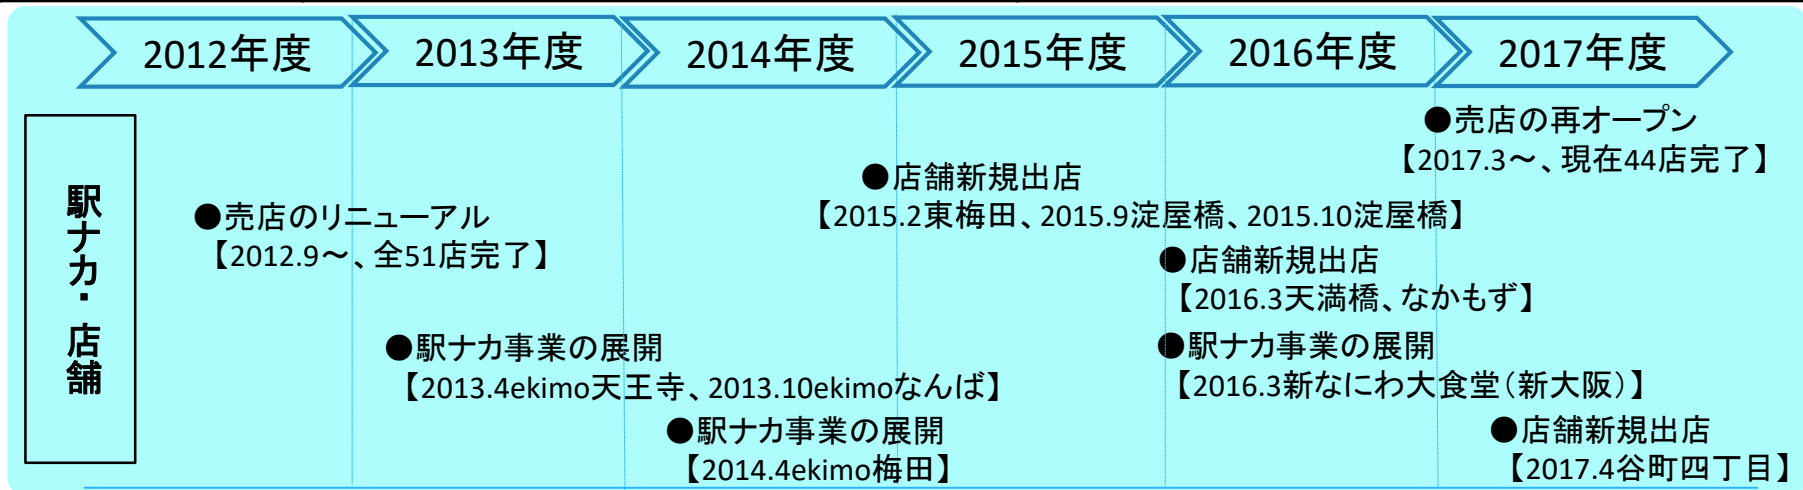 2012年度
2013年度
2014年度
2015年度
2016年度
2017年度
駅ナカ・店舗
●売店の再オープン
【2017.3～、現在44店完了】
●店舗新規出店
【2015.2東梅田、2015.9淀屋橋、2015.10淀屋橋】
●売店のリニューアル
【2012.9～、全51店完了】
●店舗新規出店
【2016.3天満橋、なかもず】
●駅ナカ事業の展開
【2013.4ekimo天王寺、2013.10ekimoなんば】
●駅ナカ事業の展開
【2016.3新なにわ大食堂（新大阪）】
●駅ナカ事業の展開
【2014.4ekimo梅田】
●店舗新規出店
【2017.4谷町四丁目】